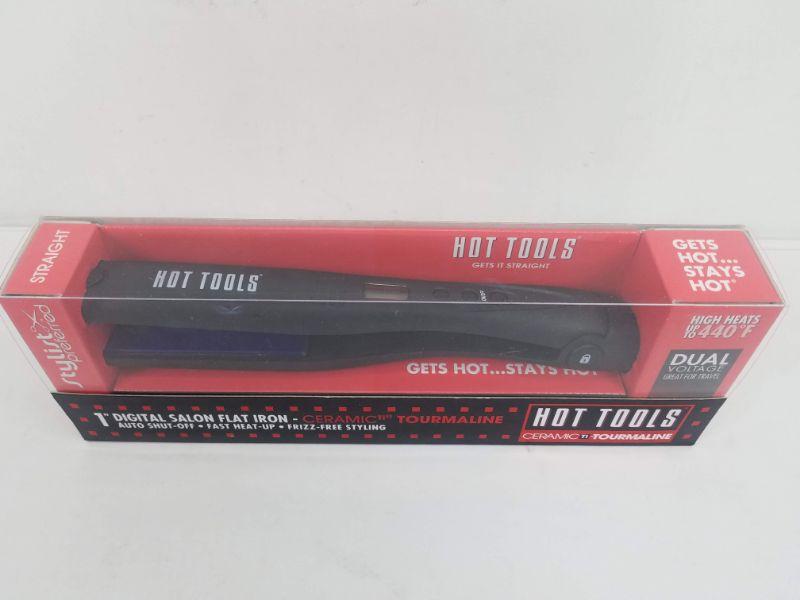 STRAIGHT
stylist preferred
HOT TOOLS
HOT TOOLS®
GETS IT STRAIGHT
GETS HOT...STAYS HOT
GETS
HOT...
STAYS
HOT®
HIGH HEATS
UP TO 440°F
DUAL
VOLTAGE
GREAT FOR TRAVEL
1" DIGITAL SALON FLAT IRON - CERAMIC TI™ TOURMALINE
AUTO SHUT-OFF • FAST HEAT-UP • FRIZZ-FREE STYLING
HOT TOOLS
CERAMIC TI TOURMALINE